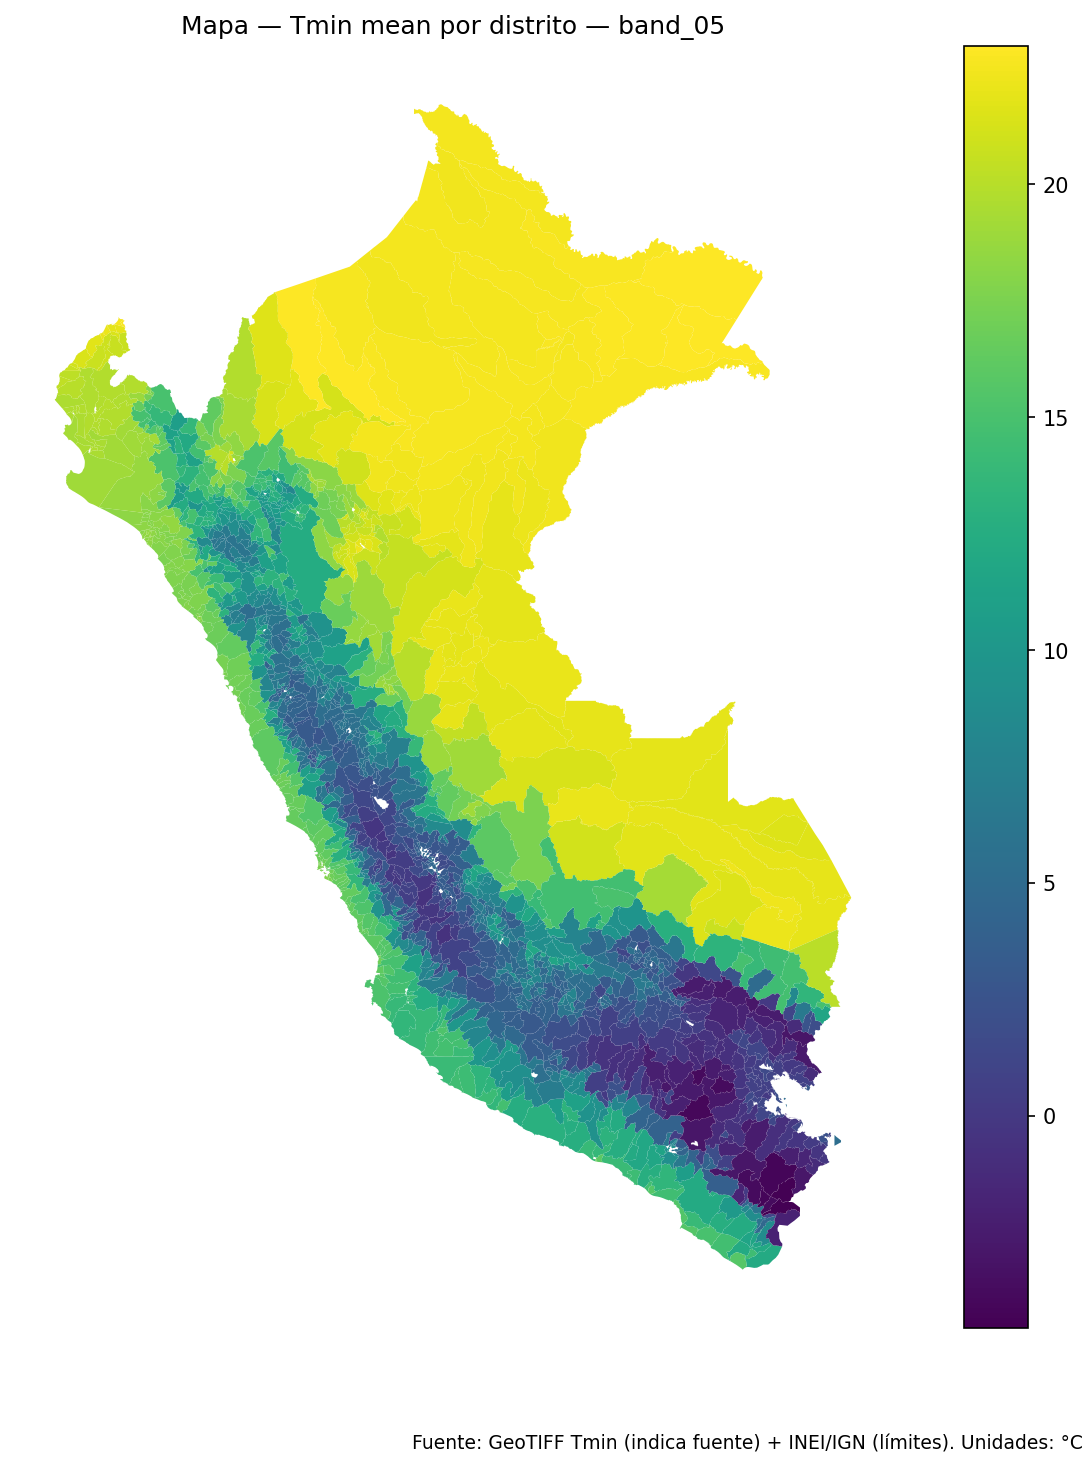 Mapa — Tmin mean por distrito — band_05
20
15
10
5
0
Fuente: GeoTIFF Tmin (indica fuente) + INEI/IGN (límites). Unidades: °C